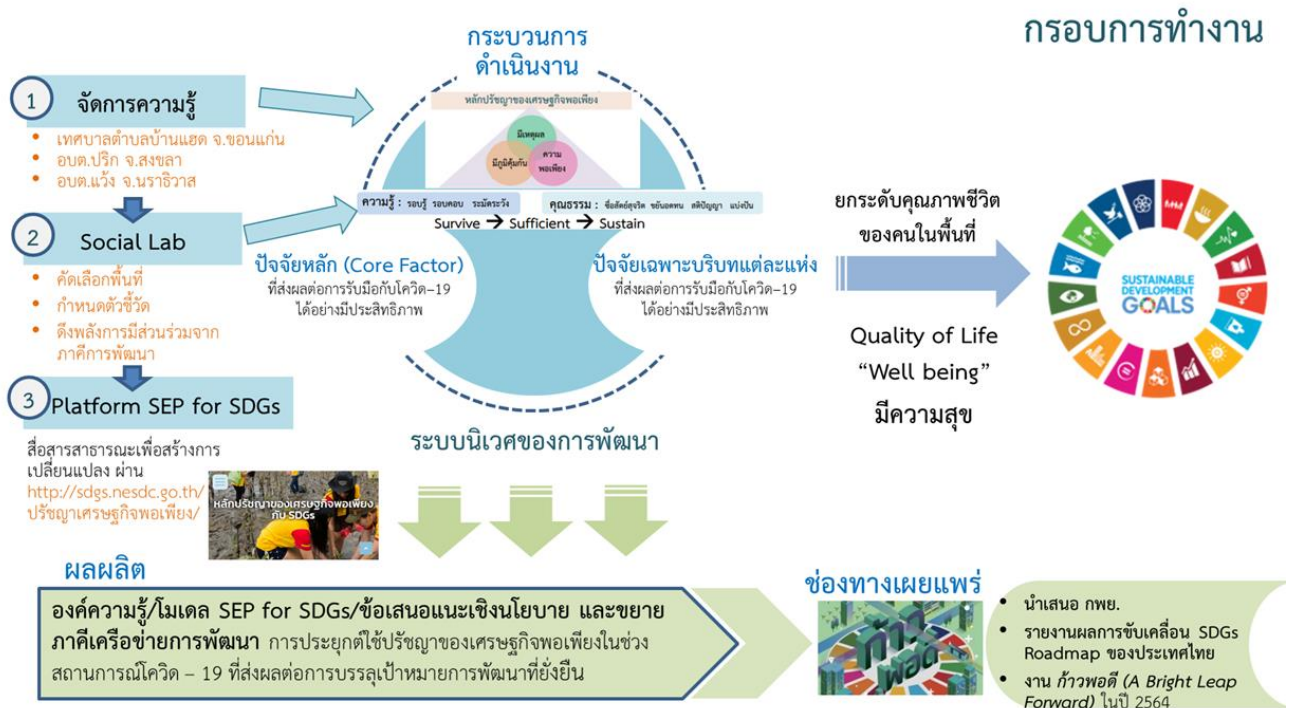 กรอบการทำงาน
1
จัดการความรู้
• เทศบาลตำบลบ้านแฮด จ.ขอนแก่น
• อบต.ปริก จ.สงขลา
• อบต.แว้ง จ.นราธิวาส
2
Social Lab
• คัดเลือกพื้นที่
• กำหนดตัวชี้วัด
• ดึงพลังการมีส่วนร่วมจาก
ภาคีการพัฒนา
3
Platform SEP for SDGs
สื่อสารสาธารณะเพื่อสร้างการ
เปลี่ยนแปลง ผ่าน
http://sdgs.nesdc.go.th/
ปรัชญาเศรษฐกิจพอเพียง/
หลักปรัชญาของเศรษฐกิจพอเพียง
กับ SDGs
กระบวนการ
ดำเนินงาน
หลักปรัชญาของเศรษฐกิจพอเพียง
มีเหตุผล
มีภูมิคุ้มกัน
ความ
พอเพียง
ความรู้ : รอบรู้ รอบคอบ ระมัดระวัง
คุณธรรม : ซื่อสัตย์สุจริต ขยันอดทน สติปัญญา แบ่งปัน
Survive → Sufficient → Sustain
ปัจจัยหลัก (Core Factor)
ที่ส่งผลต่อการรับมือกับโควิด-19
ได้อย่างมีประสิทธิภาพ
ปัจจัยเฉพาะบริบทแต่ละแห่ง
ที่ส่งผลต่อการรับมือกับโควิด-19
ได้อย่างมีประสิทธิภาพ
ระบบนิเวศของการพัฒนา
ยกระดับคุณภาพชีวิต
ของคนในพื้นที่
Quality of Life
“Well being”
มีความสุข
SUSTAINABLE
DEVELOPMENT
GOALS
ผลผลิต
องค์ความรู้/โมเดล SEP for SDGs/ข้อเสนอแนะเชิงนโยบาย และขยาย
ภาคีเครือข่ายการพัฒนา การประยุกต์ใช้ปรัชญาของเศรษฐกิจพอเพียงในช่วง
สถานการณ์โควิด – 19 ที่ส่งผลต่อการบรรลุเป้าหมายการพัฒนาที่ยั่งยืน
ช่องทางเผยแพร่
ก้าว
พอดี
• นำเสนอ กพย.
• รายงานผลการขับเคลื่อน SDGs
Roadmap ของประเทศไทย
• งาน ก้าวพอดี (A Bright Leap
Forward) ในปี 2564